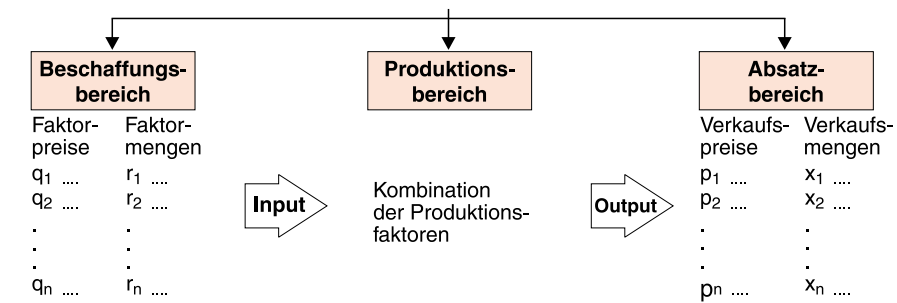 Beschaffungs-
bereich
Produktions-
bereich
Absatz-
bereich
Faktor-
preise
Faktor-
mengen
q1 ....
r1 ....
q2 ....
r2 ....
.
.
.
.
.
.
qn ....
rn ....
Input
Kombination
der Produktions-
faktoren
Output
Verkaufs-
preise
Verkaufs-
mengen
p1 ....
x1 ....
p2 ....
x2 ....
.
.
.
.
.
.
pn ....
xn ....